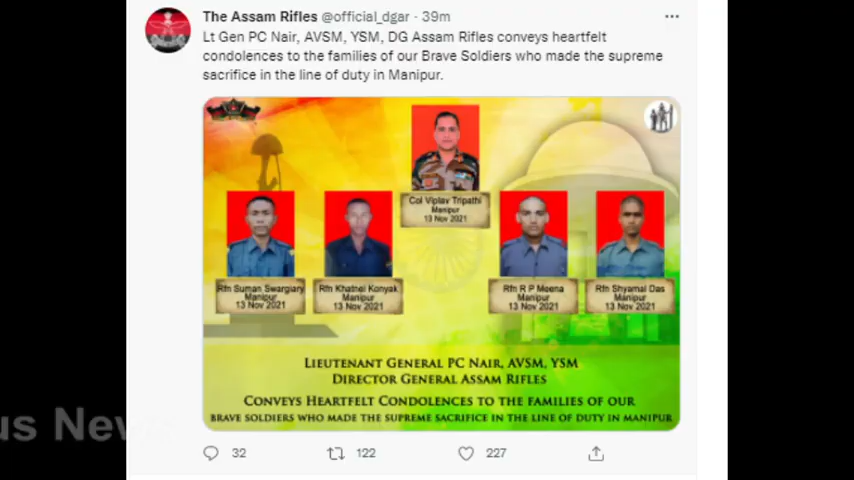 The Assam Rifles @official_dgar · 39m
Lt Gen PC Nair, AVSM, YSM, DG Assam Rifles conveys heartfelt
condolences to the families of our Brave Soldiers who made the supreme
sacrifice in the line of duty in Manipur.
Col Viplav Tripathi
Manipur
13 Nov 2021
Rfn Suman Swargiary
Manipur
13 Nov 2021
Rfn Khatnei Konyak
Manipur
13 Nov 2021
Rfn R P Meena
Manipur
13 Nov 2021
Rfn Shyamal Das
Manipur
13 Nov 2021
LIEUTENANT GENERAL PC NAIR, AVSM, YSM
DIRECTOR GENERAL ASSAM RIFLES
CONVEYS HEARTFELT CONDOLENCES TO THE FAMILIES OF OUR
BRAVE SOLDIERS WHO MADE THE SUPREME SACRIFICE IN THE LINE OF DUTY IN MANIPUR
us New
32 122 227